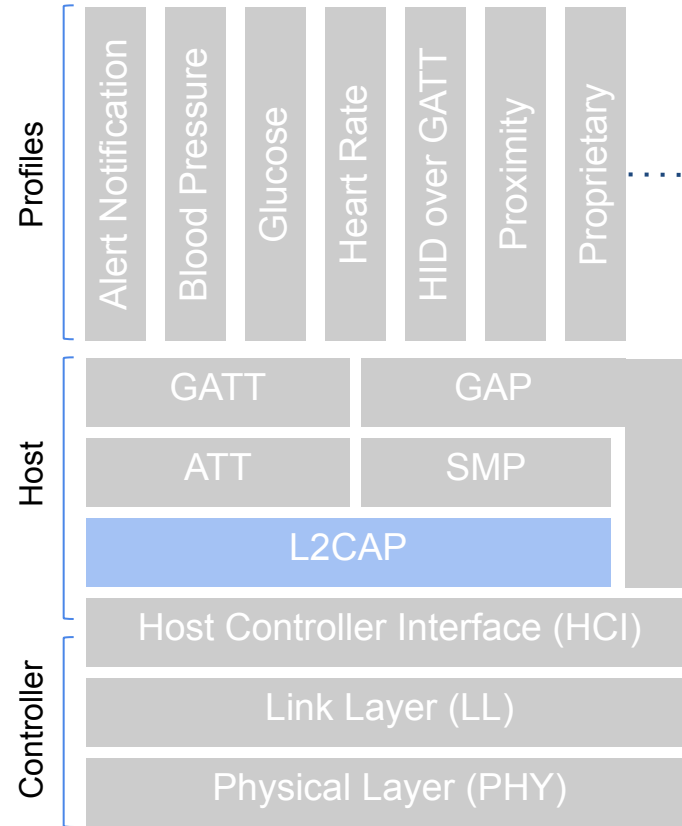 Profiles
Alert Notification
Blood Pressure
Glucose
Heart Rate
HID over GATT
Proximity
Proprietary
....
Host
GATT
GAP
ATT
SMP
L2CAP
Host Controller Interface (HCI)
Controller
Link Layer (LL)
Physical Layer (PHY)